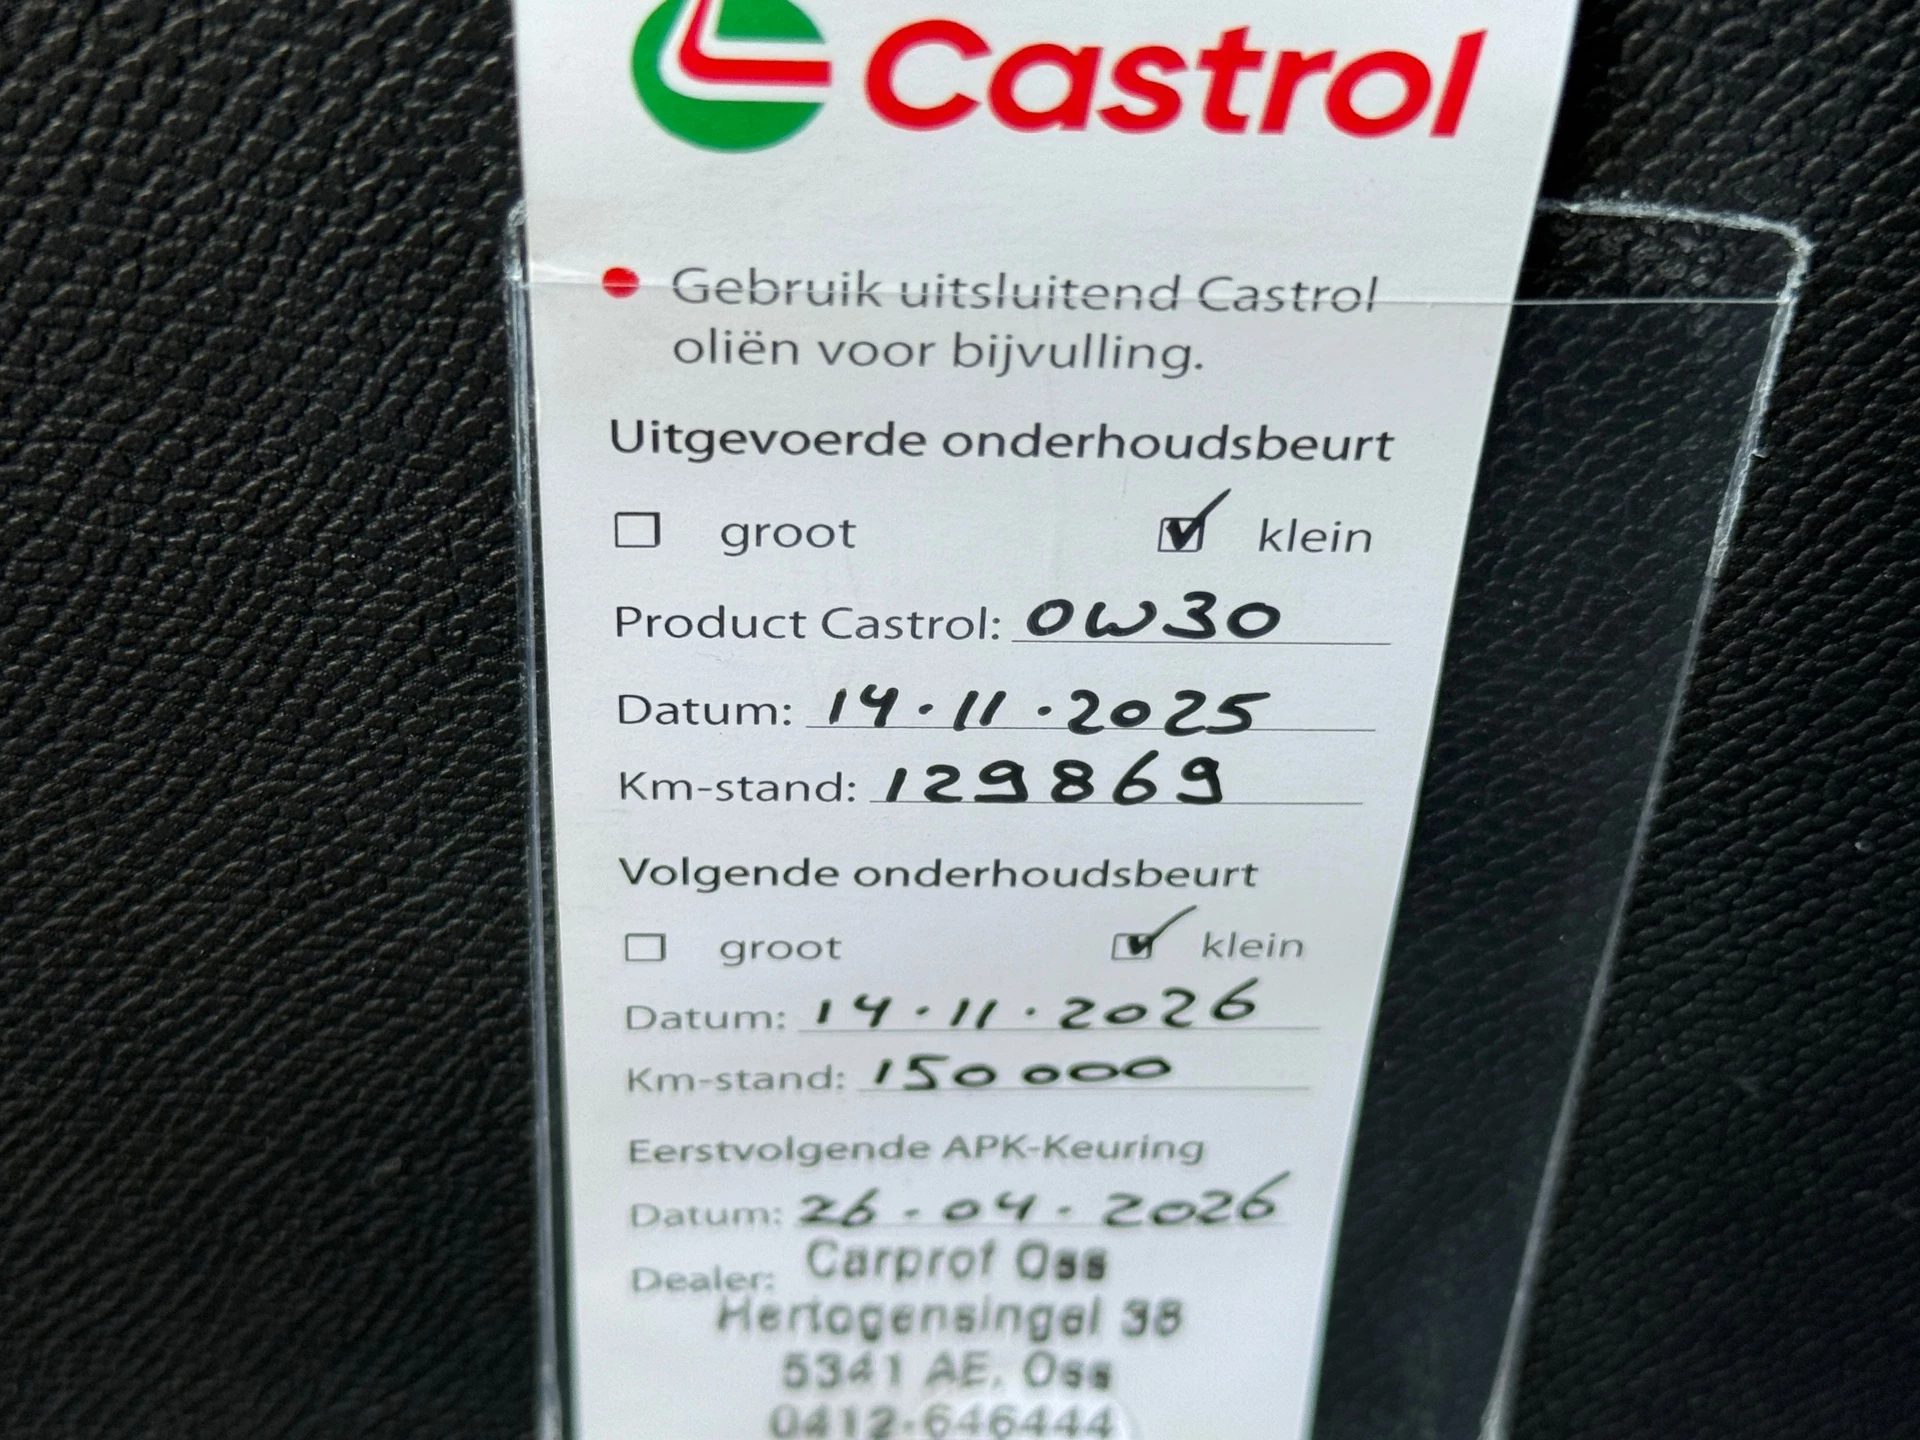 Castrol
Gebruik uitsluitend Castrol
oliën voor bijvulling.
Uitgevoerde onderhoudsbeurt
groot klein
Product Castrol: 0W30
Datum: 14.11.2025
Km-stand: 129869
Volgende onderhoudsbeurt
groot klein
Datum: 14.11.2026
Km-stand: 150000
Eerstvolgende APK-Keuring
Datum: 26-04-2026
Dealer: Carprof Oss
Hertogensingel 38
5341 AE. Oss
0412-646444